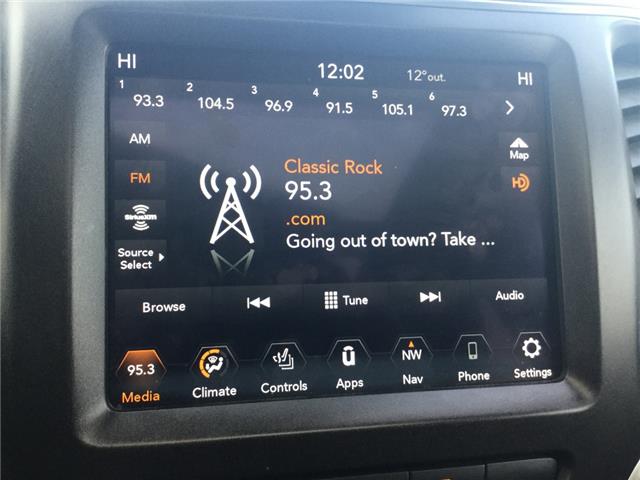 HI 12:02 12°out. HI
1 93.3 2 104.5 3 96.9 4 91.5 5 105.1 6 97.3
AM
Map
FM
HD
SiriusXM
Source
Select
Classic Rock
95.3
.com
Going out of town? Take ...
Browse Tune Audio
95.3 NW
Media Climate Controls Apps Nav Phone Settings